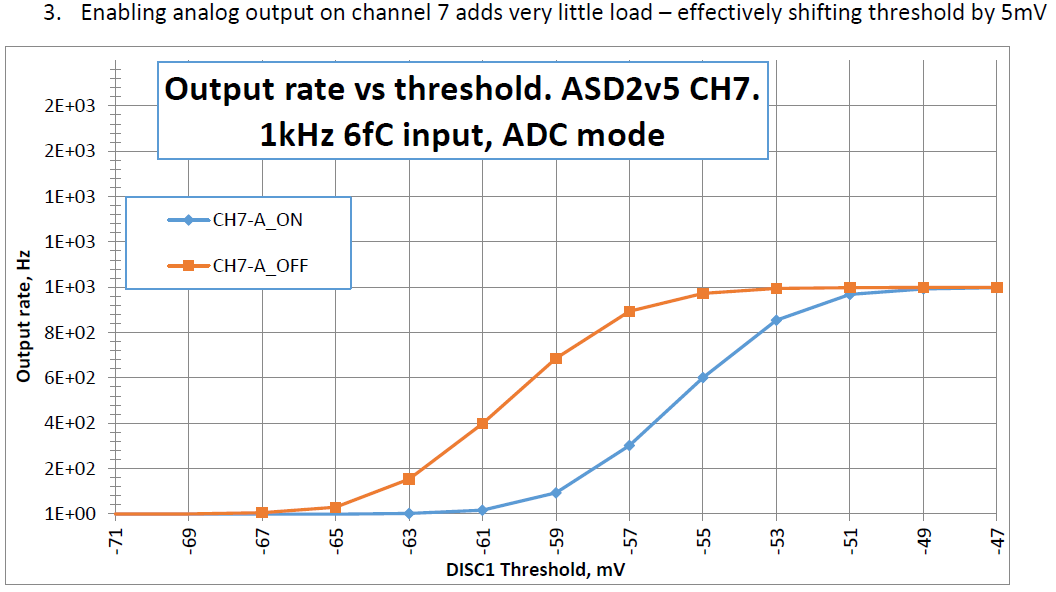 3. Enabling analog output on channel 7 adds very little load – effectively shifting threshold by 5mV
Output rate vs threshold. ASD2v5 CH7.
1kHz 6fC input, ADC mode
2E+03
2E+03
1E+03
1E+03
1E+03
8E+02
6E+02
4E+02
2E+02
1E+00
CH7-A_ON
CH7-A_OFF
Output rate, Hz
-71 -69 -67 -65 -63 -61 -59 -57 -55 -53 -51 -49 -47
DISC1 Threshold, mV